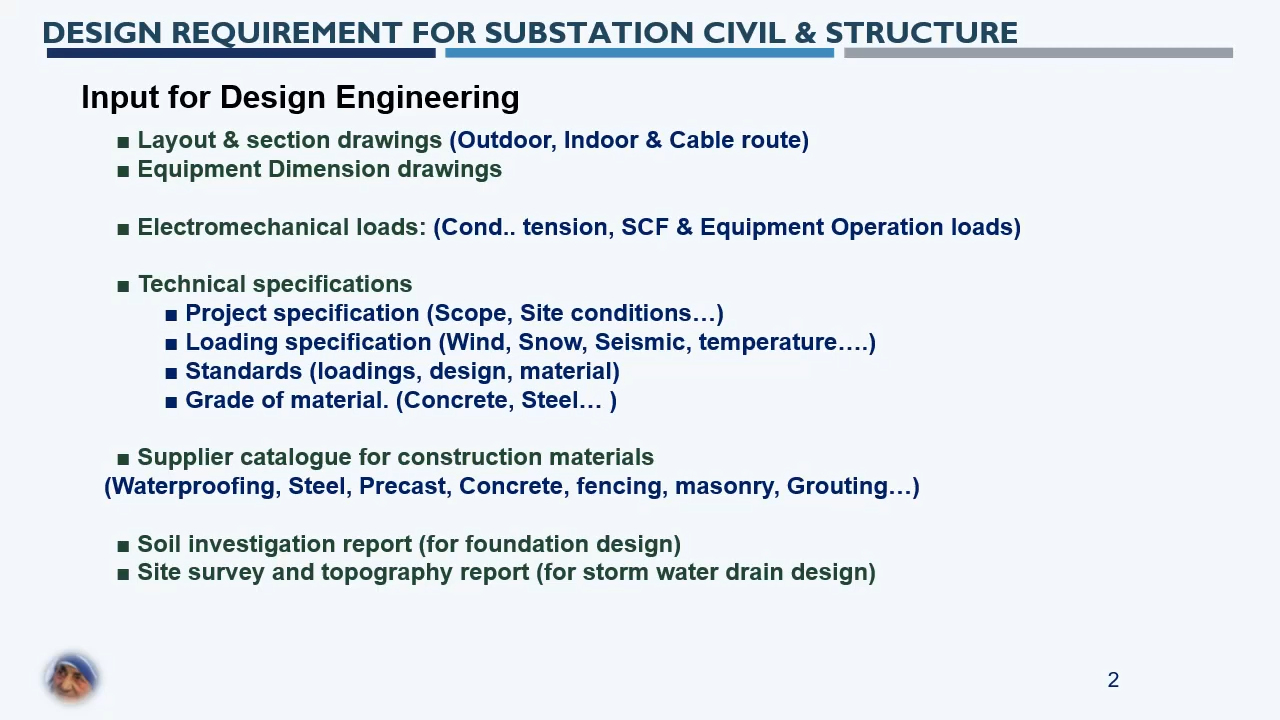 DESIGN REQUIREMENT FOR SUBSTATION CIVIL & STRUCTURE
Input for Design Engineering
■ Layout & section drawings (Outdoor, Indoor & Cable route)
■ Equipment Dimension drawings
■ Electromechanical loads: (Cond.. tension, SCF & Equipment Operation loads)
■ Technical specifications
■ Project specification (Scope, Site conditions…)
■ Loading specification (Wind, Snow, Seismic, temperature….)
■ Standards (loadings, design, material)
■ Grade of material. (Concrete, Steel… )
■ Supplier catalogue for construction materials
(Waterproofing, Steel, Precast, Concrete, fencing, masonry, Grouting…)
■ Soil investigation report (for foundation design)
■ Site survey and topography report (for storm water drain design)
2